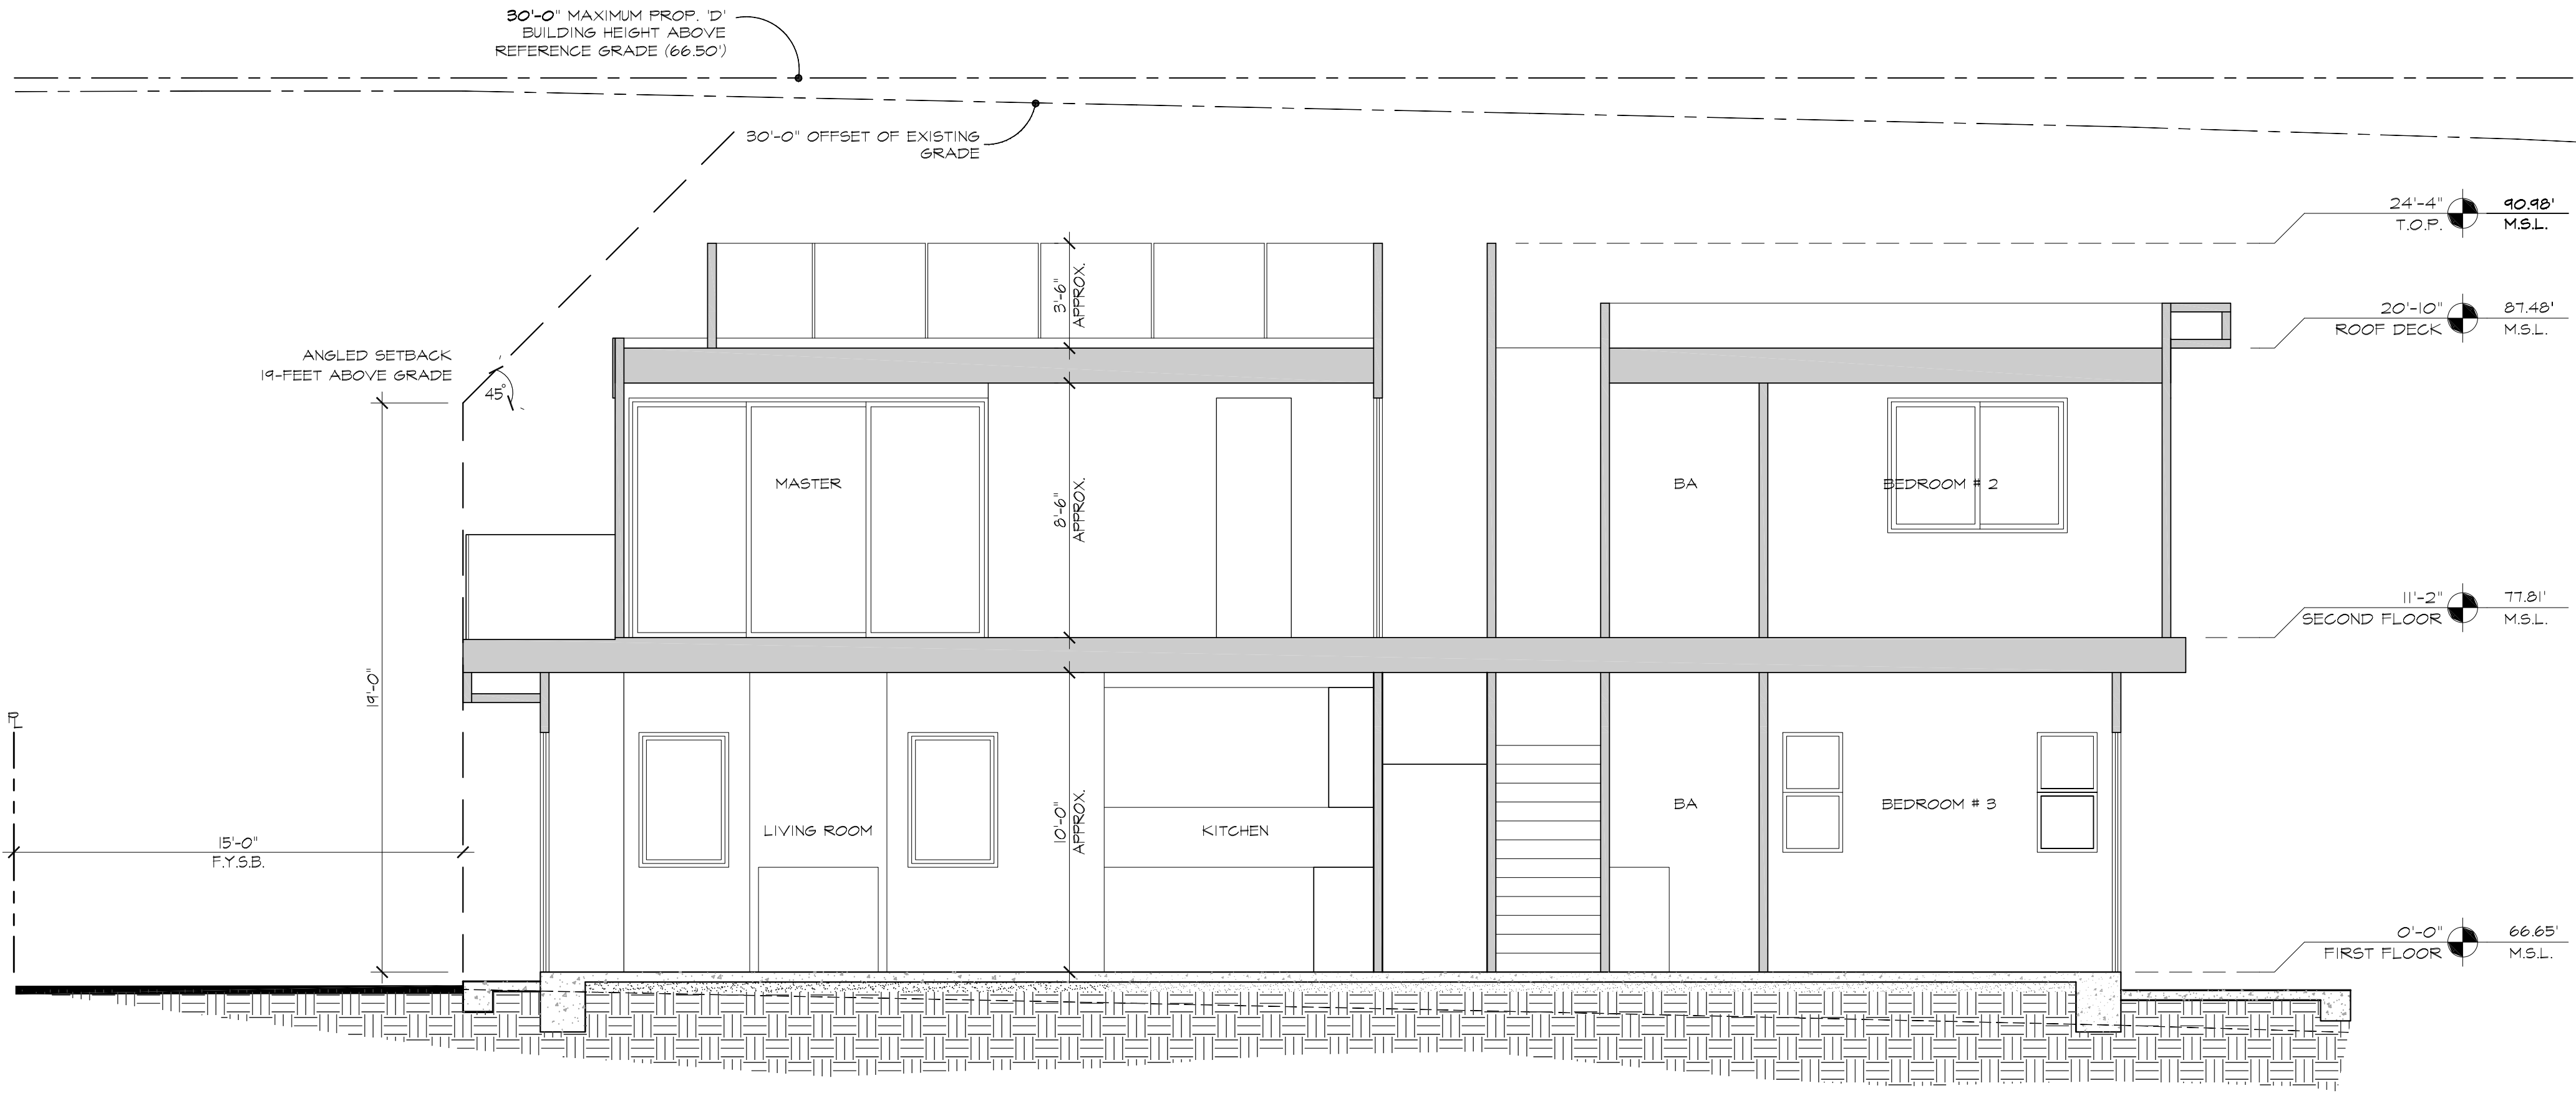 30'-0" MAXIMUM PROP. 'D'
BUILDING HEIGHT ABOVE
REFERENCE GRADE (66.50')
30'-0" OFFSET OF EXISTING
GRADE
24'-4"
T.O.P.
90.98'
M.S.L.
20'-10"
ROOF DECK
87.48'
M.S.L.
ANGLED SETBACK
19-FEET ABOVE GRADE
45°
3'-6"
APPROX.
MASTER
8'-6"
APPROX.
BA
BEDROOM # 2
11'-2"
SECOND FLOOR
77.81'
M.S.L.
19'-0"
PL
15'-0"
F.Y.S.B.
LIVING ROOM
10'-0"
APPROX.
KITCHEN
BA
BEDROOM # 3
0'-0"
FIRST FLOOR
66.65'
M.S.L.